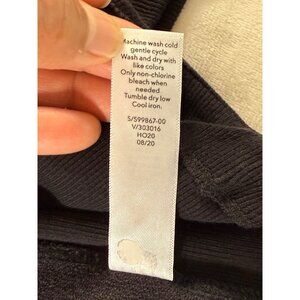 Machine wash cold
gentle cycle
Wash and dry with
like colors
Only non-chlorine
bleach when
needed
Tumble dry low
Cool iron.
S/599867-00
V/303016
HO20
08/20